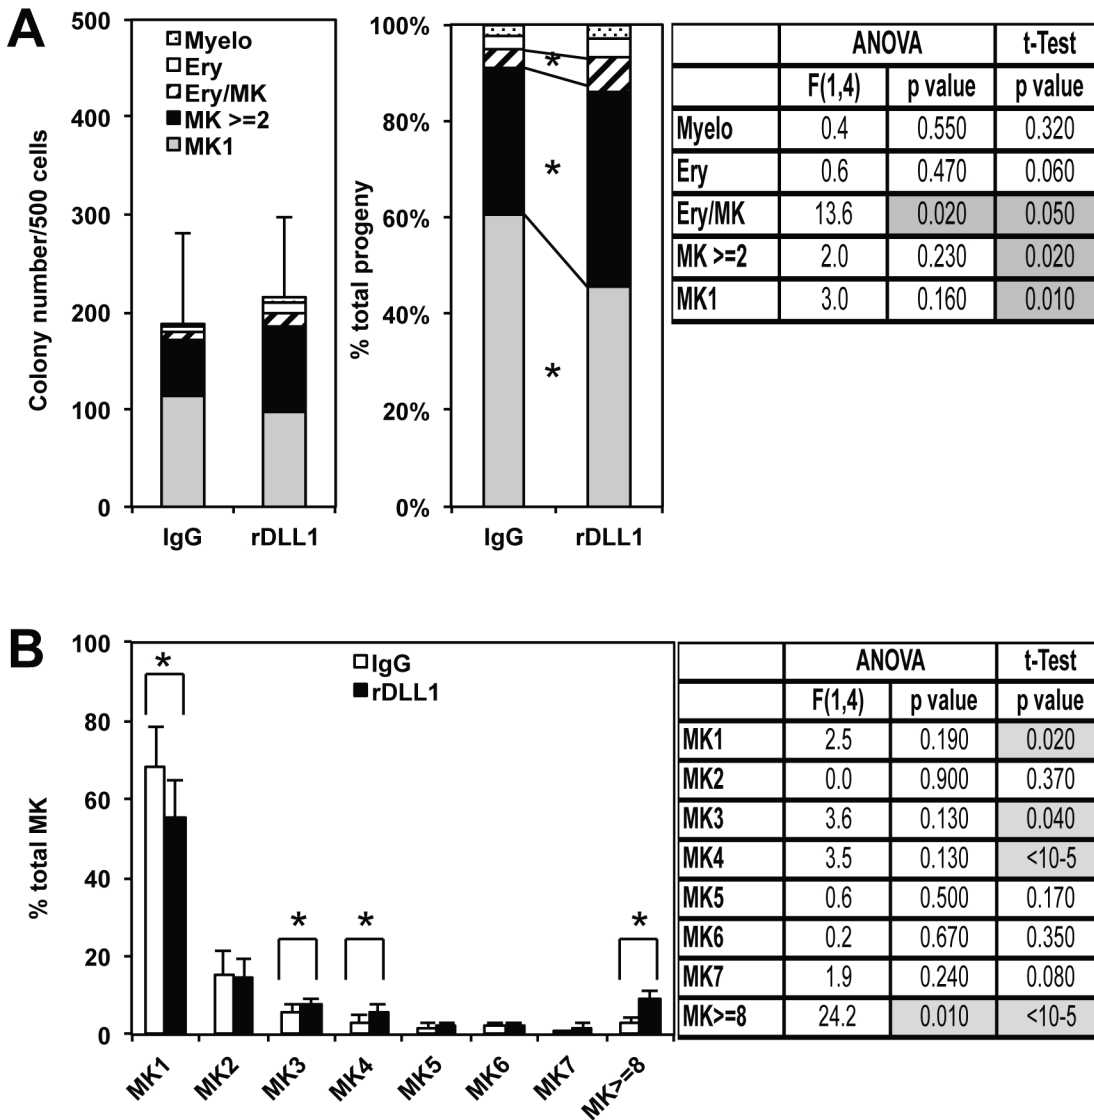 A
Colony number/500 cells
500
400
300
200
100
0
Myelo
Ery
Ery/MK
MK >=2
MK1
IgG
rDLL1
% total progeny
100%
80%
60%
40%
20%
0%
*
*
*
IgG
rDLL1
ANOVA t-Test
F(1,4) p value p value
Myelo 0.4 0.550 0.320
Ery 0.6 0.470 0.060
Ery/MK 13.6 0.020 0.050
MK >=2 2.0 0.230 0.020
MK1 3.0 0.160 0.010
B
% total MK
100
80
60
40
20
0
IgG
rDLL1
*
*
*
*
MK1
MK2
MK3
MK4
MK5
MK6
MK7
MK>=8
ANOVA t-Test
F(1,4) p value p value
MK1 2.5 0.190 0.020
MK2 0.0 0.900 0.370
MK3 3.6 0.130 0.040
MK4 3.5 0.130 <10-5
MK5 0.6 0.500 0.170
MK6 0.2 0.670 0.350
MK7 1.9 0.240 0.080
MK>=8 24.2 0.010 <10-5